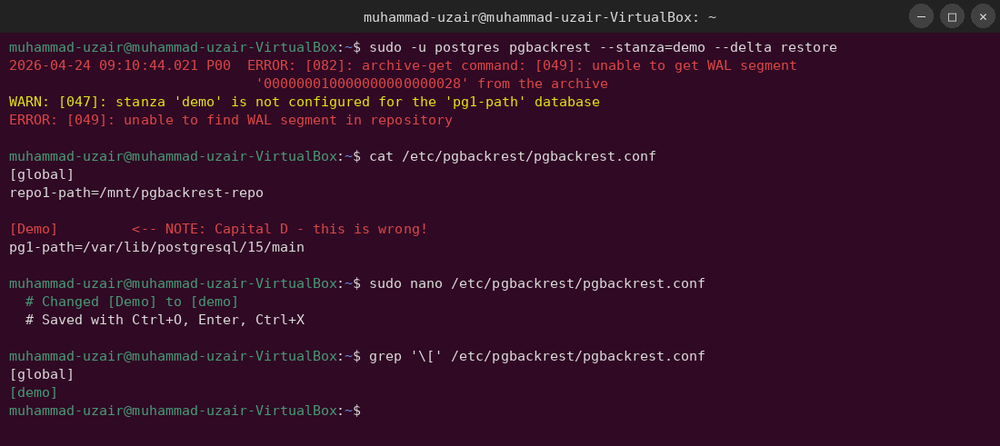 muhammad-uzair@muhammad-uzair-VirtualBox: ~
muhammad-uzair@muhammad-uzair-VirtualBox:~$ sudo -u postgres pgbackrest --stanza=demo --delta restore
2026-04-24 09:10:44.021 P00  ERROR: [082]: archive-get command: [049]: unable to get WAL segment
'000000010000000000000028' from the archive
WARN: [047]: stanza 'demo' is not configured for the 'pg1-path' database
ERROR: [049]: unable to find WAL segment in repository
muhammad-uzair@muhammad-uzair-VirtualBox:~$ cat /etc/pgbackrest/pgbackrest.conf
[global]
repo1-path=/mnt/pgbackrest-repo
[Demo]         <-- NOTE: Capital D - this is wrong!
pg1-path=/var/lib/postgresql/15/main
muhammad-uzair@muhammad-uzair-VirtualBox:~$ sudo nano /etc/pgbackrest/pgbackrest.conf
# Changed [Demo] to [demo]
# Saved with Ctrl+O, Enter, Ctrl+X
muhammad-uzair@muhammad-uzair-VirtualBox:~$ grep '\[' /etc/pgbackrest/pgbackrest.conf
[global]
[demo]
muhammad-uzair@muhammad-uzair-VirtualBox:~$